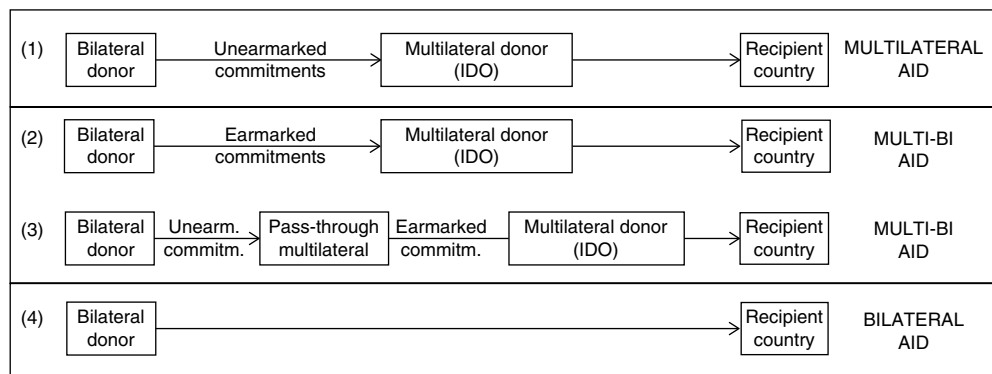 (1)
Bilateral
donor
Unearmarked
commitments
Multilateral donor
(IDO)
Recipient
country
MULTILATERAL
AID
(2)
Bilateral
donor
Earmarked
commitments
Multilateral donor
(IDO)
Recipient
country
MULTI-BI
AID
(3)
Bilateral
donor
Unearm.
commitm.
Pass-through
multilateral
Earmarked
commitm.
Multilateral donor
(IDO)
Recipient
country
MULTI-BI
AID
(4)
Bilateral
donor
Recipient
country
BILATERAL
AID